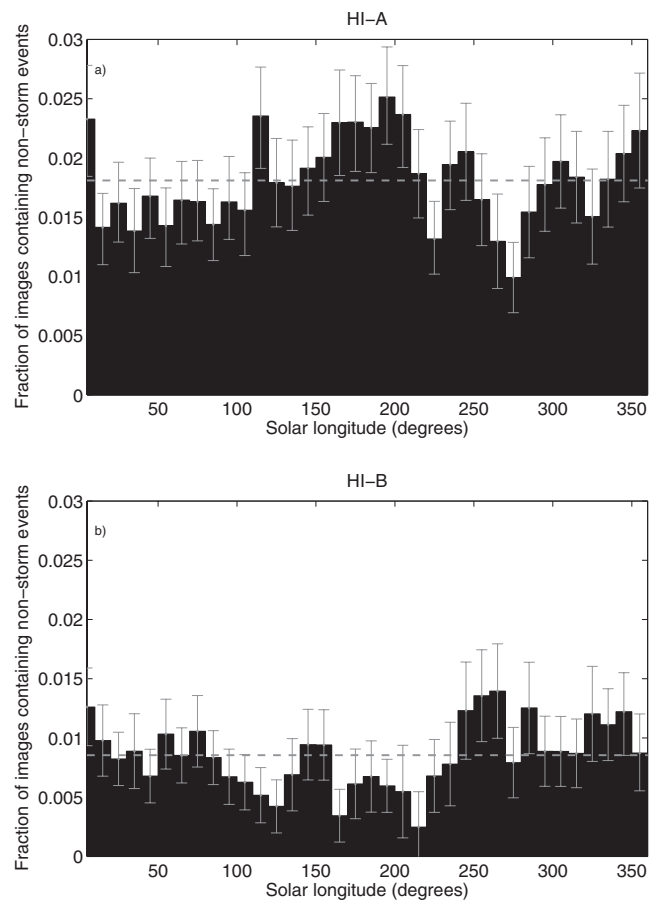 HI−A
a)
0.03
0.025
0.02
0.015
0.01
0.005
0
Fraction of images containing non−storm events
50 100 150 200 250 300 350
Solar longitude (degrees)
HI−B
b)
0.03
0.025
0.02
0.015
0.01
0.005
0
Fraction of images containing non−storm events
50 100 150 200 250 300 350
Solar longitude (degrees)